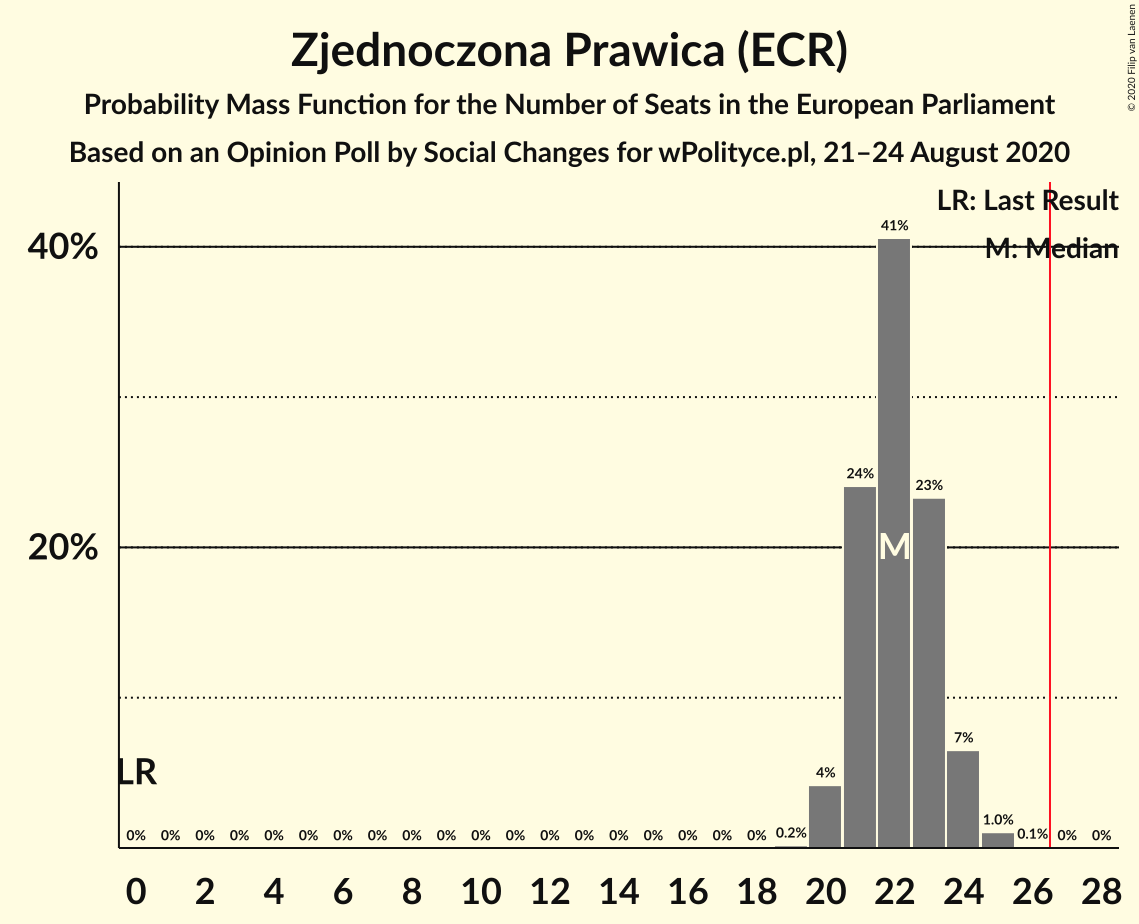 Zjednoczona Prawica (ECR)
Probability Mass Function for the Number of Seats in the European Parliament
Based on an Opinion Poll by Social Changes for wPolityce.pl, 21–24 August 2020
© 2020 Filip van Laenen
LR: Last Result
M: Median
40%
20%
41%
24%
23%
M
7%
4%
LR
0% 0% 0% 0% 0% 0% 0% 0% 0% 0% 0% 0% 0% 0% 0% 0% 0% 0% 0% 0.2% 1.0% 0.1% 0% 0%
0 2 4 6 8 10 12 14 16 18 20 22 24 26 28